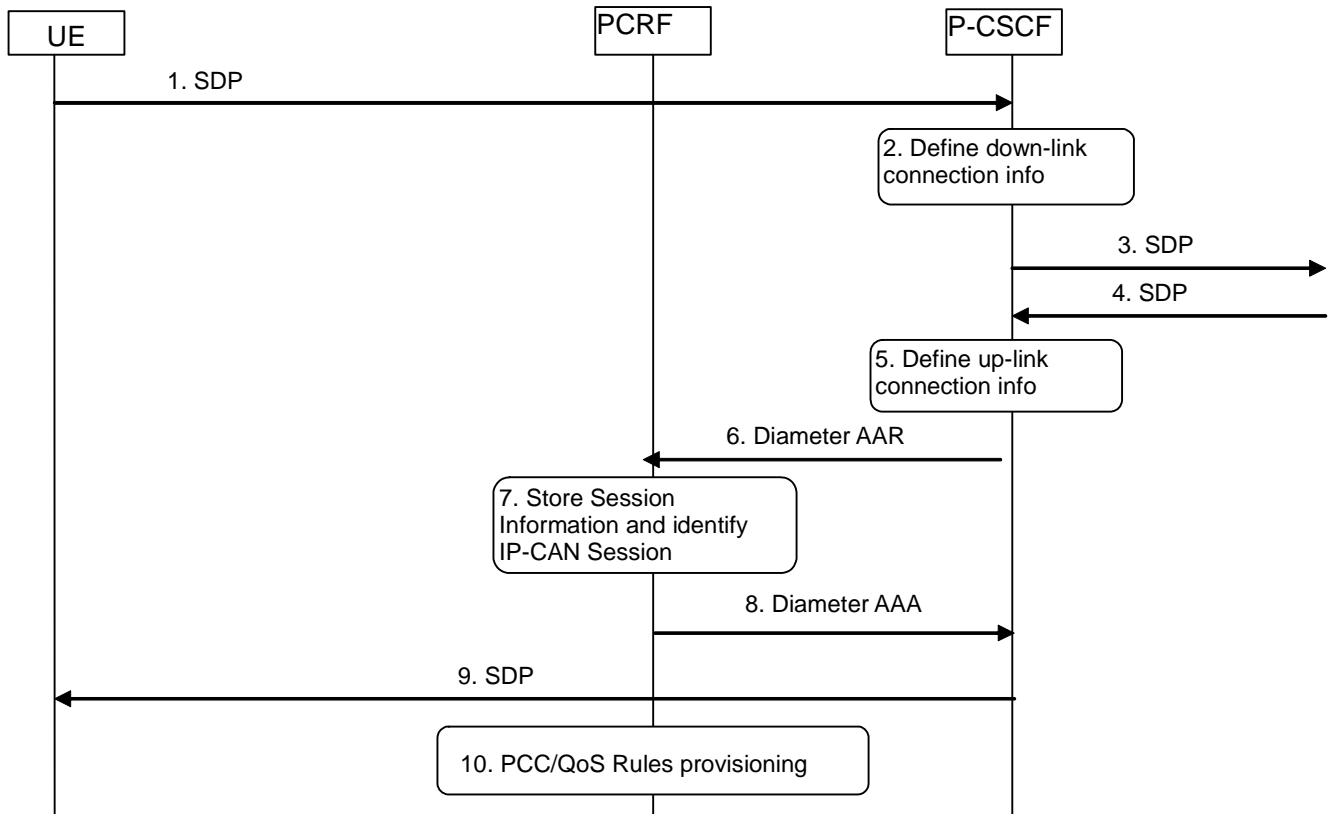 UE
PCRF
P-CSCF
1. SDP
2. Define down-link
connection info
3. SDP
4. SDP
5. Define up-link
connection info
6. Diameter AAR
7. Store Session
Information and identify
IP-CAN Session
8. Diameter AAA
9. SDP
10. PCC/QoS Rules provisioning